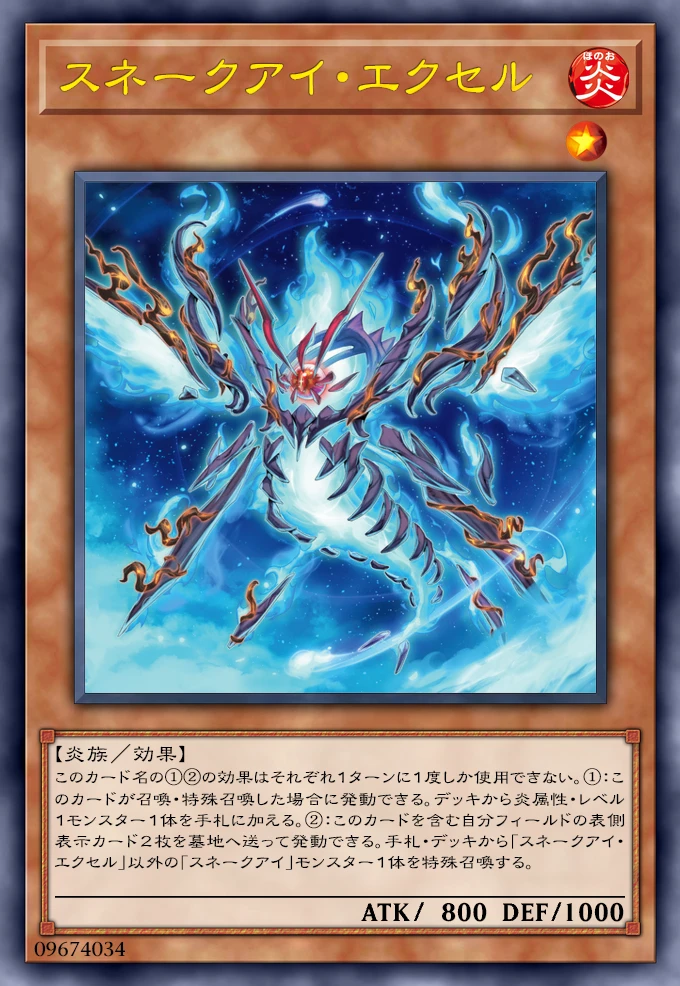 スネークアイ・エクセル
ほのお
炎
【炎族／効果】
このカード名の①②の効果はそれぞれ1ターンに1度しか使用できない。①：こ
のカードが召喚・特殊召喚した場合に発動できる。デッキから炎属性・レベル
1モンスター1体を手札に加える。②：このカードを含む自分フィールドの表側
表示カード2枚を墓地へ送って発動できる。手札・デッキから「スネークアイ・
エクセル」以外の「スネークアイ」モンスター1体を特殊召喚する。
ATK/ 800 DEF/1000
09674034